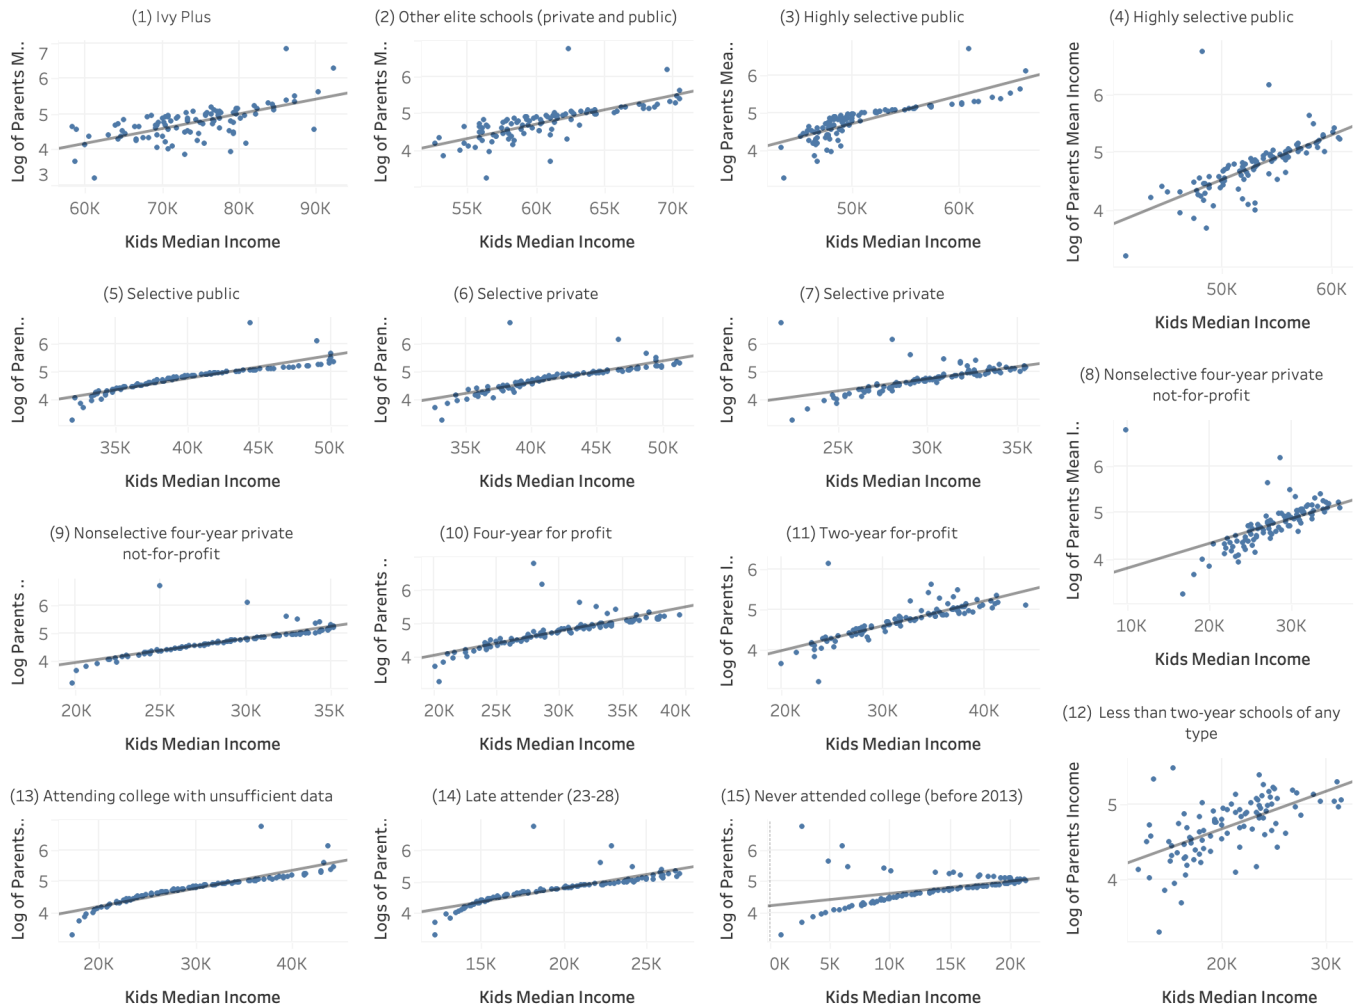 (1) Ivy Plus
Log of Parents M..
7
6
5
4
3
60K 70K 80K 90K
Kids Median Income
(2) Other elite schools (private and public)
Log of Parents M..
6
4
55K 60K 65K 70K
Kids Median Income
(3) Highly selective public
Log Parents Mea..
6
4
50K 60K
Kids Median Income
(4) Highly selective public
Log of Parents Mean Income
6
5
4
50K 60K
Kids Median Income
(5) Selective public
Log of Paren..
6
5
4
35K 40K 45K 50K
Kids Median Income
(6) Selective private
Log of Paren..
6
5
4
35K 40K 45K 50K
Kids Median Income
(7) Selective private
Log of Paren..
6
5
4
25K 30K 35K
Kids Median Income
(8) Nonselective four-year private
not-for-profit
Log of Parents Mean I..
6
5
4
10K 20K 30K
Kids Median Income
(9) Nonselective four-year private
not-for-profit
Log Parents ..
6
5
4
20K 25K 30K 35K
Kids Median Income
(10) Four-year for profit
Log of Parents ..
6
4
20K 25K 30K 35K 40K
Kids Median Income
(11) Two-year for-profit
Log of Parents I..
6
5
4
20K 30K 40K
Kids Median Income
(12) Less than two-year schools of any
type
Log of Parents Income
5
4
20K 30K
Kids Median Income
(13) Attending college with unsufficient data
Log of Parents..
6
5
4
20K 30K 40K
Kids Median Income
(14) Late attender (23-28)
Logs of Parents..
6
5
4
15K 20K 25K
Kids Median Income
(15) Never attended college (before 2013)
Log of Parents..
6
5
4
0K 5K 10K 15K 20K
Kids Median Income